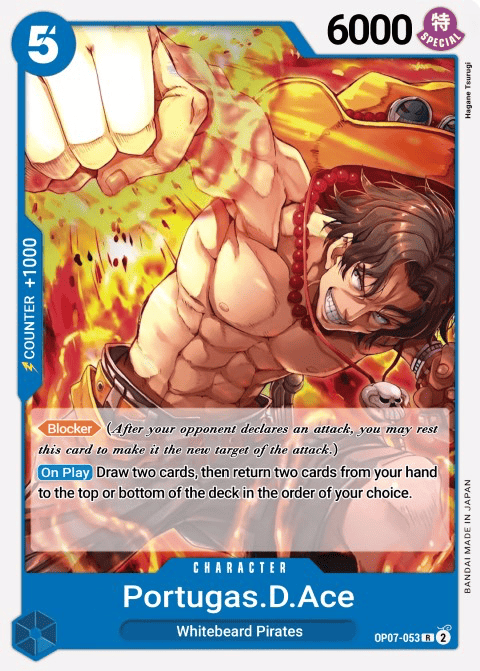 5
6000
特
SPECIAL
Hagane Tsurugi
COUNTER +1000
Blocker (After your opponent declares an attack, you may rest
this card to make it the new target of the attack.)
On Play Draw two cards, then return two cards from your hand
to the top or bottom of the deck in the order of your choice.
BANDAI MADE IN JAPAN
CHARACTER
Portugas.D.Ace
Whitebeard Pirates
OP07-053 R 2